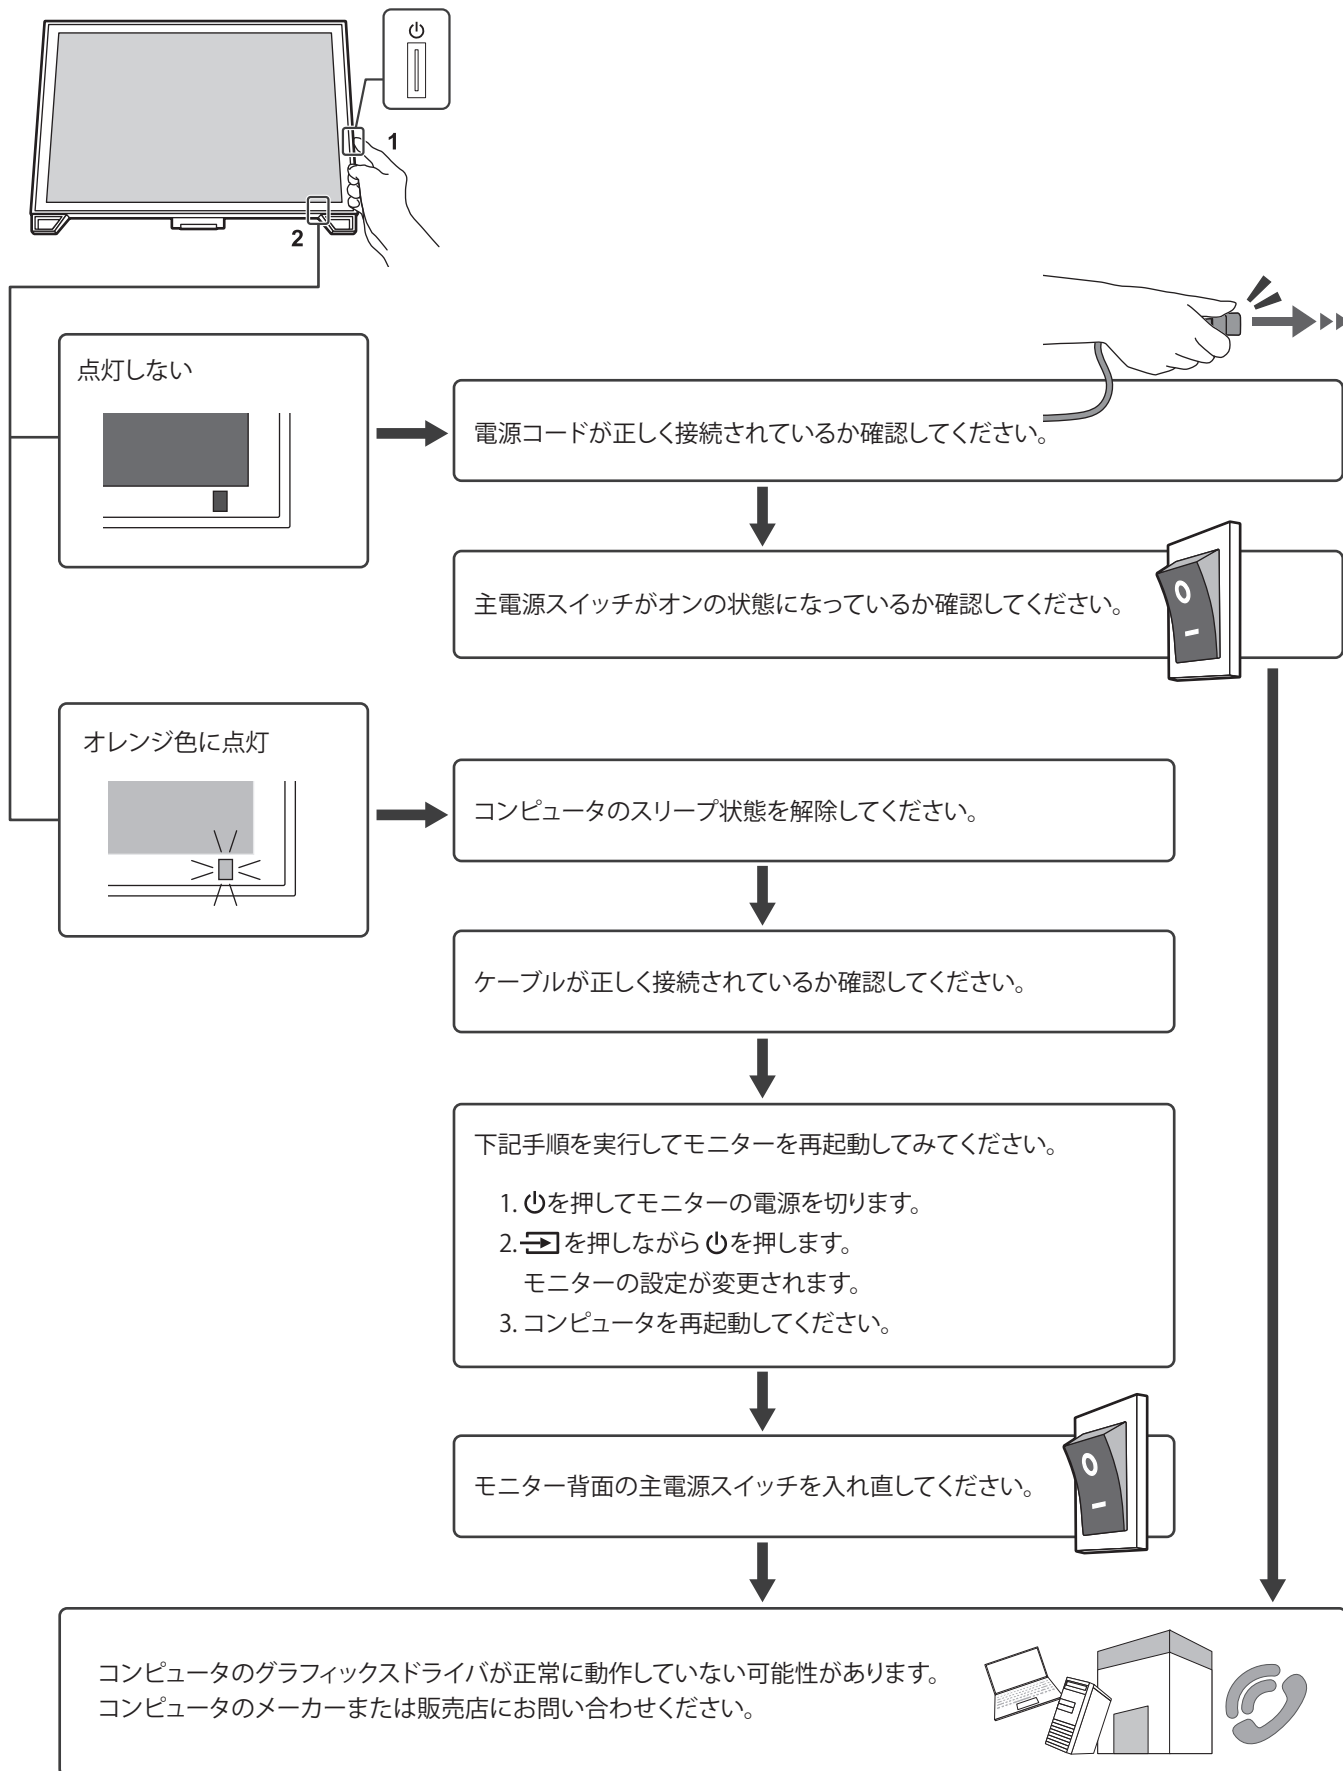 1
2
点灯しない
電源コードが正しく接続されているか確認してください。
主電源スイッチがオンの状態になっているか確認してください。
オレンジ色に点灯
コンピュータのスリープ状態を解除してください。
ケーブルが正しく接続されているか確認してください。
下記手順を実行してモニターを再起動してみてください。
1. ⏻を押してモニターの電源を切ります。
2. を押しながら⏻を押します。
モニターの設定が変更されます。
3. コンピュータを再起動してください。
モニター背面の主電源スイッチを入れ直してください。
コンピュータのグラフィックスドライバが正常に動作していない可能性があります。
コンピュータのメーカーまたは販売店にお問い合わせください。